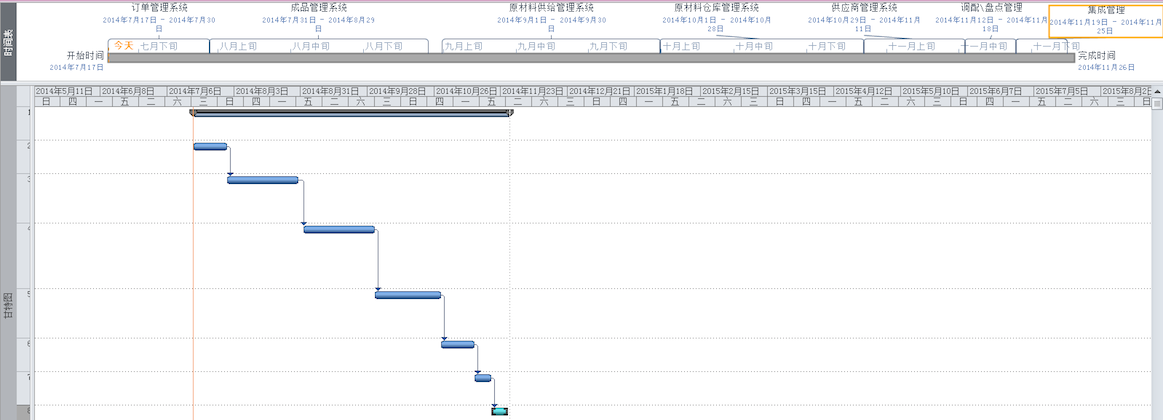 订单管理系统
2014年7月17日 - 2014年7月30
日
成品管理系统
2014年7月31日 - 2014年8月29
日
原材料供给管理系统
2014年9月1日 - 2014年9月30
日
原材料仓库管理系统
2014年10月1日 - 2014年10月
28日
供应商管理系统
2014年10月29日 - 2014年11月
11日
调配\盘点管理
2014年11月12日 - 2014年11月
18日
集成管理
2014年11月19日 - 2014年11月
25日
时间表
今天
七月下旬
八月上旬
八月中旬
八月下旬
九月上旬
九月中旬
九月下旬
十月上旬
十月中旬
十月下旬
十一月上旬
十一月中旬
十一月下旬
开始时间
2014年7月17日
完成时间
2014年11月26日
2014年5月11日 2014年6月8日 2014年7月6日 2014年8月3日 2014年8月31日 2014年9月28日 2014年10月26日 2014年11月23日 2014年12月21日 2015年1月18日 2015年2月15日 2015年3月15日 2015年4月12日 2015年5月10日 2015年6月7日 2015年7月5日 2015年8月2日
日 四 一 五 二 六 三 日 四 一 五 二 六 三 日 四 一 五 二 六 三 日 四 一 五 二 六 三 日 四 一 五 二 六 三 日 四 一 五 二 六 三
甘特图
1
2
3
4
5
6
7
8